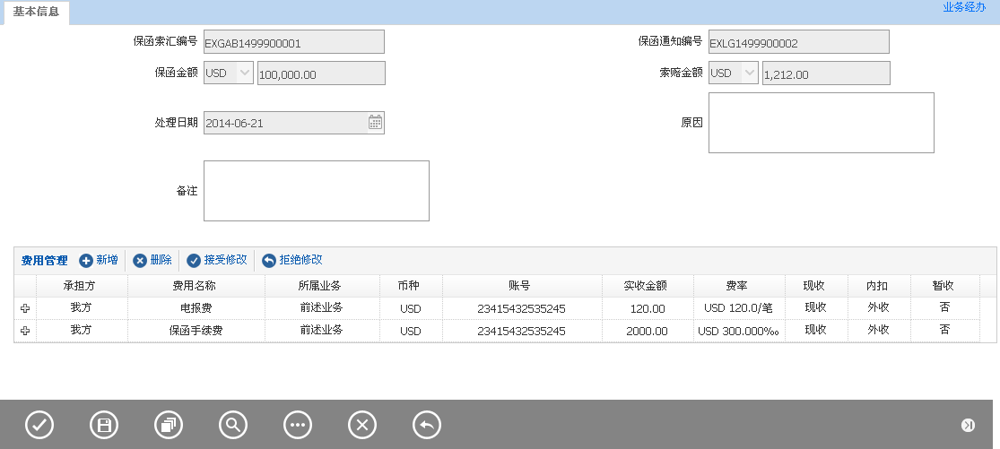 基本信息 业务经办
保函索汇编号 EXGAB1499900001 保函通知编号 EXLG1499900002
保函金额 USD 100,000.00 索赔金额 USD 1,212.00
处理日期 2014-06-21 原因
备注
费用管理 新增 删除 接受修改 拒绝修改
承担方 费用名称 所属业务 币种 账号 实收金额 费率 现收 内扣 暂收
我方 电报费 前述业务 USD 23415432535245 120.00 USD 120.0/笔 现收 外收 否
我方 保函手续费 前述业务 USD 23415432535245 2000.00 USD 300.000‰ 现收 外收 否